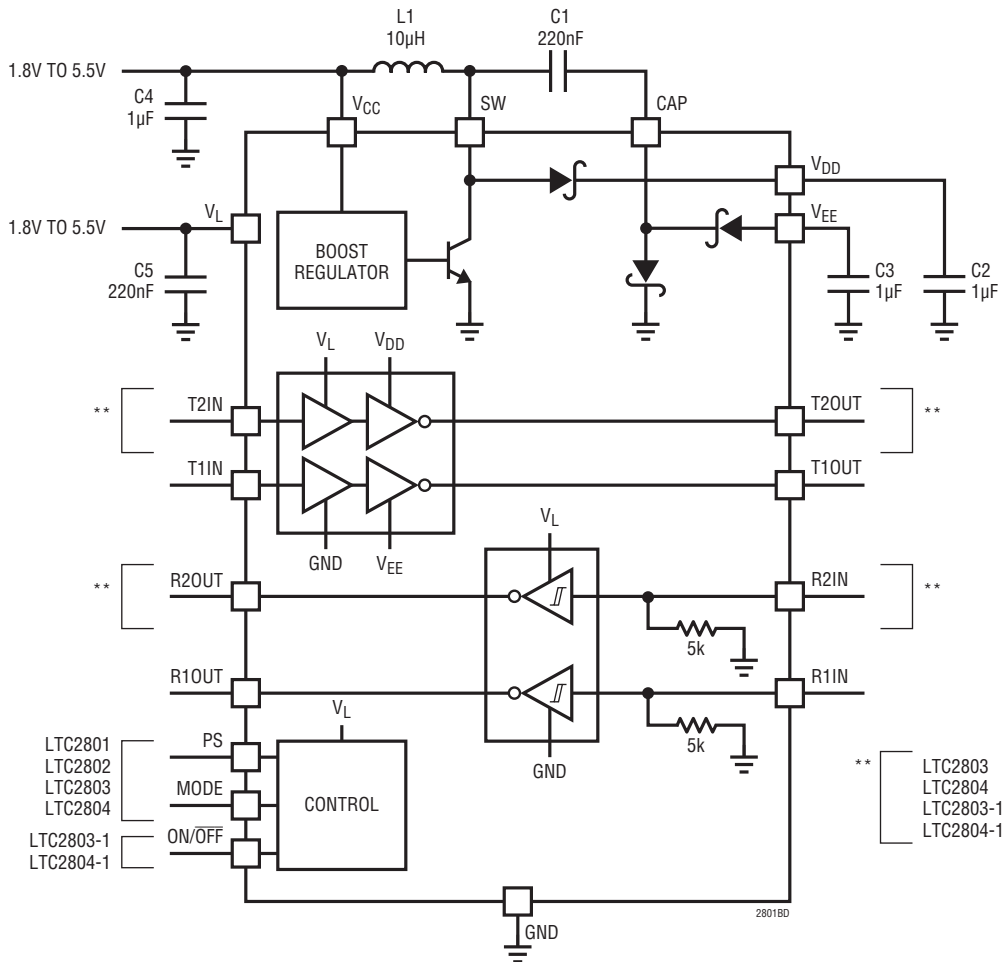 L1
10µH
C1
220nF
1.8V TO 5.5V
C4
1µF
VCC
SW
CAP
VDD
VEE
1.8V TO 5.5V
VL
C5
220nF
BOOST
REGULATOR
C3
1µF
C2
1µF
VL
VDD
**
T2IN
T2OUT
**
T1IN
T1OUT
GND
VEE
VL
**
R2OUT
R2IN
**
5k
R1OUT
R1IN
5k
GND
VL
LTC2801
LTC2802
LTC2803
LTC2804
PS
MODE
CONTROL
LTC2803-1
LTC2804-1
ON/OFF
**
LTC2803
LTC2804
LTC2803-1
LTC2804-1
2801BD
GND